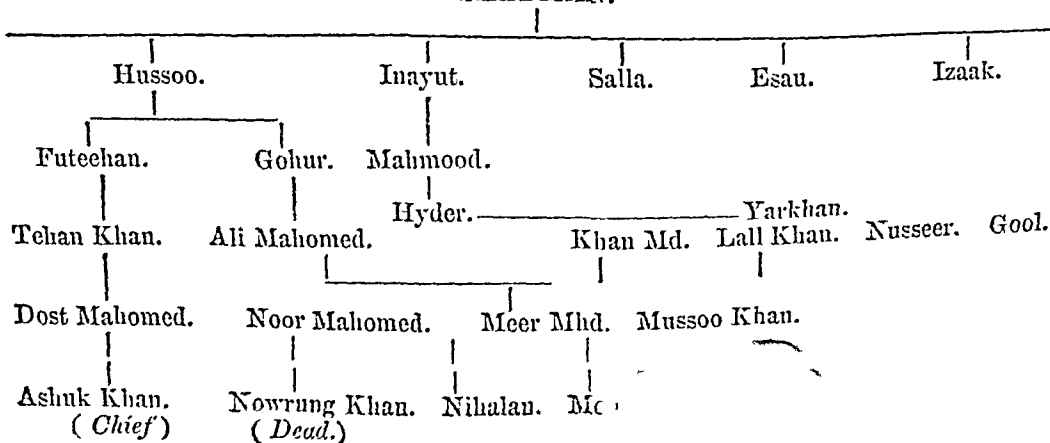 Hussoo. Inayut. Salla. Esau. Izaak.
Futeehan. Gohur. Mahmood.
Hyder. Yarkhan.
Tehan Khan. Ali Mahomed. Khan Md. Lall Khan. Nusseer. Gool.
Dost Mahomed. Noor Mahomed. Meer Mhd. Mussoo Khan.
Ashuk Khan. Nowrung Khan. Nihalan.
(Chief) (Dead.)